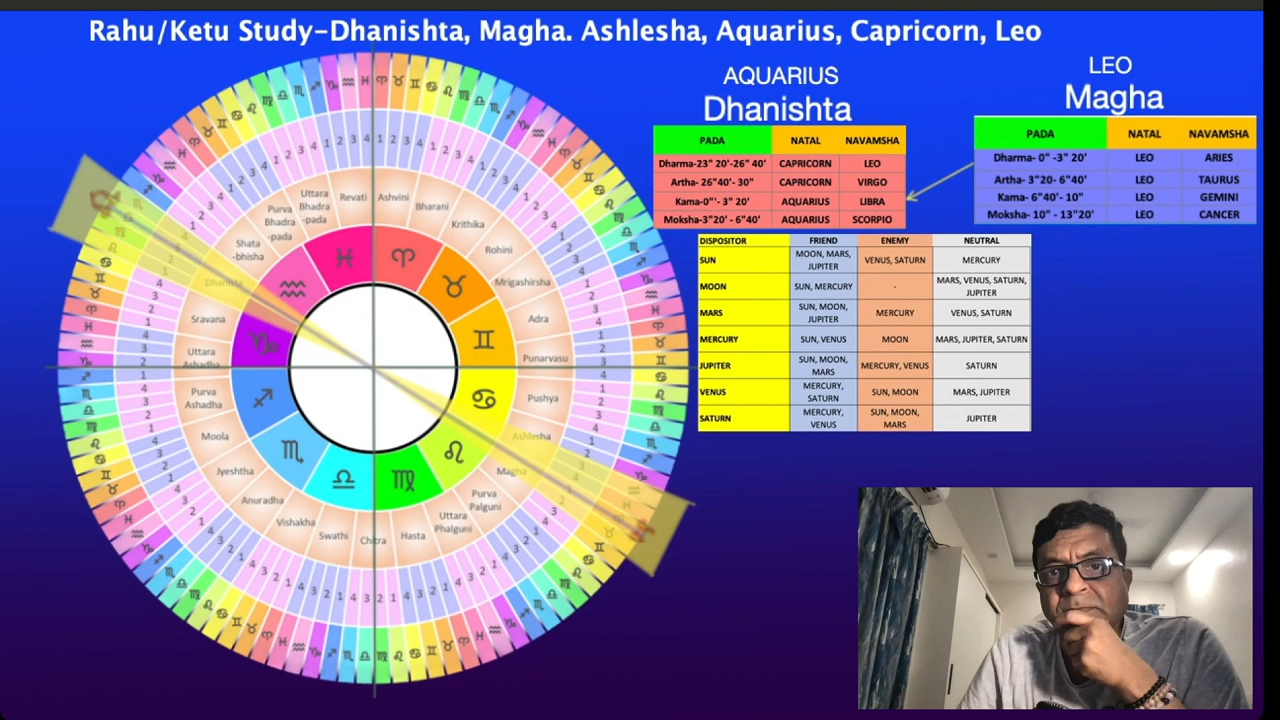 Rahu/Ketu Study-Dhanishta, Magha. Ashlesha, Aquarius, Capricorn, Leo
AQUARIUS
Dhanishta
PADA NATAL NAVAMSHA
Dharma-23" 20'-26" 40' CAPRICORN LEO
Artha- 26"40'- 30" CAPRICORN VIRGO
Kama-0"'- 3" 20' AQUARIUS LIBRA
Moksha-3"20' - 6"40' AQUARIUS SCORPIO
LEO
Magha
PADA NATAL NAVAMSHA
Dharma- 0" -3" 20' LEO ARIES
Artha- 3"20- 6"40' LEO TAURUS
Kama- 6"40'- 10" LEO GEMINI
Moksha- 10" - 13"20' LEO CANCER
DISPOSITOR FRIEND ENEMY NEUTRAL
SUN MOON, MARS, JUPITER VENUS, SATURN MERCURY
MOON SUN, MERCURY - MARS, VENUS, SATURN, JUPITER
MARS SUN, MOON, JUPITER MERCURY VENUS, SATURN
MERCURY SUN, VENUS MOON MARS, JUPITER, SATURN
JUPITER SUN, MOON, MARS MERCURY, VENUS SATURN
VENUS MERCURY, SATURN SUN, MOON MARS, JUPITER
SATURN MERCURY, VENUS SUN, MOON, MARS JUPITER
Ashvini
Bharani
Krithika
Rohini
Mrigashirsha
Adra
Punarvasu
Pushya
Ashlesha
Magha
Purva
Palguni
Uttara
Phalguni
Hasta
Chitra
Swathi
Vishakha
Anuradha
Jyeshtha
Moola
Purva
Ashadha
Uttara
Ashadha
Sravana
Dhanista
Shata
-bhisha
Purva
Bhadra
-pada
Uttara
Bhadra
-pada
Revati